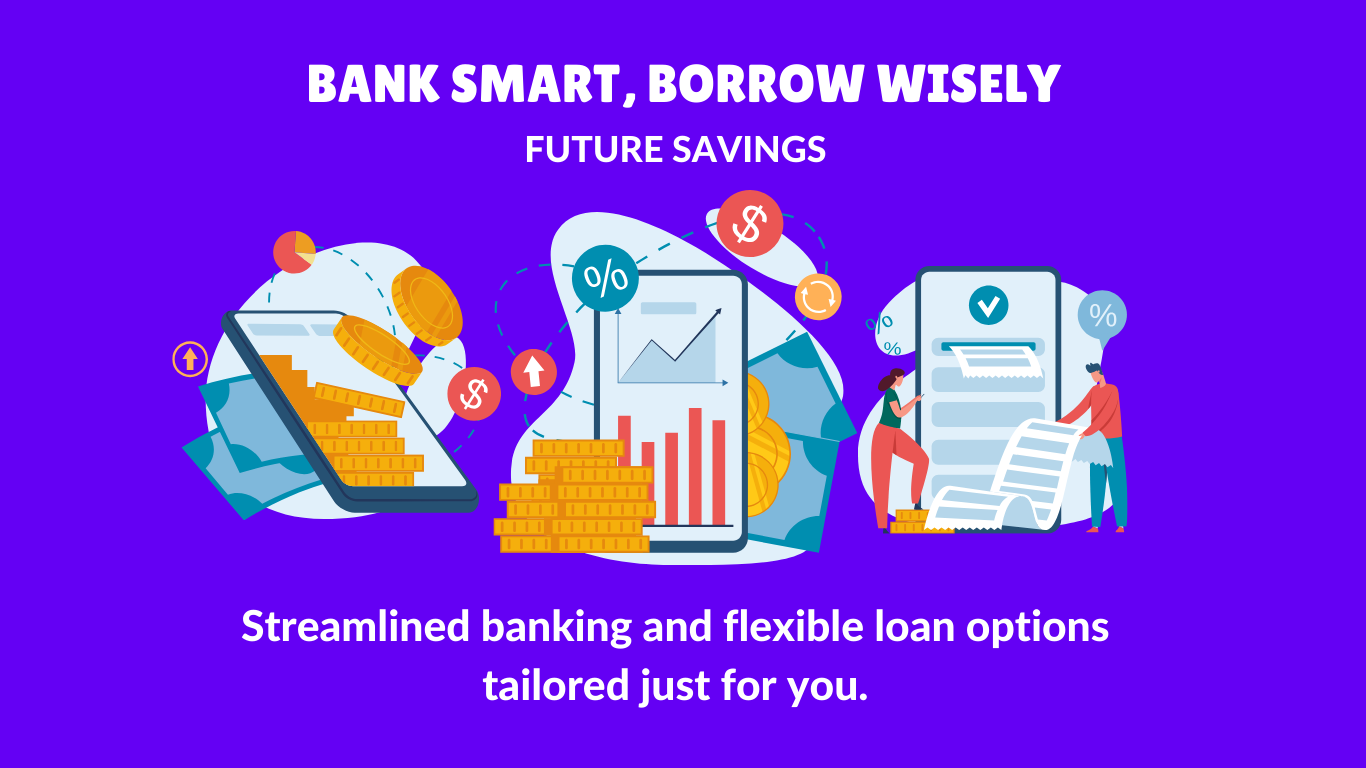 BANK SMART, BORROW WISELY
FUTURE SAVINGS
$
%
$
%
%
%
Streamlined banking and flexible loan options
tailored just for you.